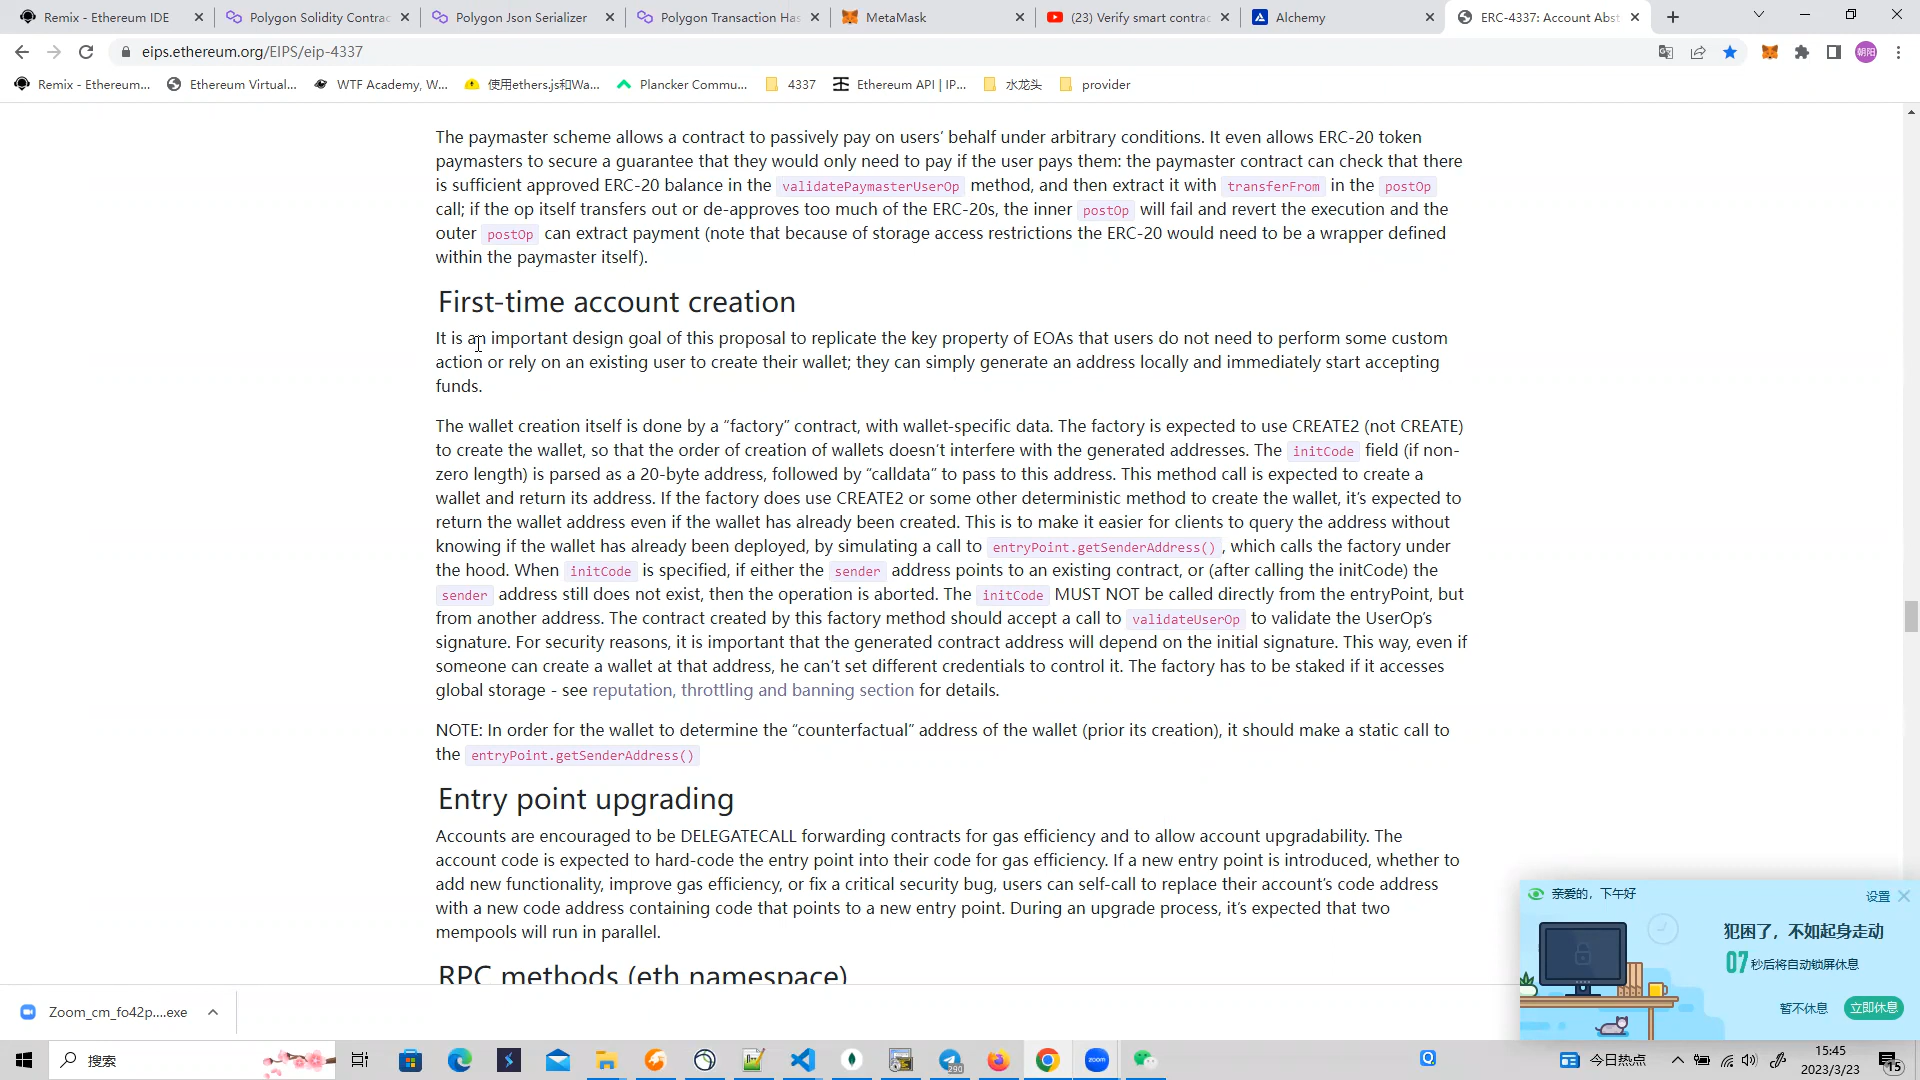 Remix - Ethereum IDE
Polygon Solidity Contrac
Polygon Json Serializer
Polygon Transaction Has
MetaMask
(23) Verify smart contrac
Alchemy
ERC-4337: Account Abst
eips.ethereum.org/EIPS/eip-4337
朝阳
Remix - Ethereum...
Ethereum Virtual...
WTF Academy, W...
使用ethers.js和Wa...
Plancker Commu...
4337
Ethereum API | IP...
水龙头
provider
The paymaster scheme allows a contract to passively pay on users’ behalf under arbitrary conditions. It even allows ERC-20 token
paymasters to secure a guarantee that they would only need to pay if the user pays them: the paymaster contract can check that there
is sufficient approved ERC-20 balance in the validatePaymasterUserOp method, and then extract it with transferFrom in the postOp
call; if the op itself transfers out or de-approves too much of the ERC-20s, the inner postOp will fail and revert the execution and the
outer postOp can extract payment (note that because of storage access restrictions the ERC-20 would need to be a wrapper defined
within the paymaster itself).
First-time account creation
It is an important design goal of this proposal to replicate the key property of EOAs that users do not need to perform some custom
action or rely on an existing user to create their wallet; they can simply generate an address locally and immediately start accepting
funds.
The wallet creation itself is done by a “factory” contract, with wallet-specific data. The factory is expected to use CREATE2 (not CREATE)
to create the wallet, so that the order of creation of wallets doesn’t interfere with the generated addresses. The initCode field (if non-
zero length) is parsed as a 20-byte address, followed by “calldata” to pass to this address. This method call is expected to create a
wallet and return its address. If the factory does use CREATE2 or some other deterministic method to create the wallet, it’s expected to
return the wallet address even if the wallet has already been created. This is to make it easier for clients to query the address without
knowing if the wallet has already been deployed, by simulating a call to entryPoint.getSenderAddress() , which calls the factory under
the hood. When initCode is specified, if either the sender address points to an existing contract, or (after calling the initCode) the
sender address still does not exist, then the operation is aborted. The initCode MUST NOT be called directly from the entryPoint, but
from another address. The contract created by this factory method should accept a call to validateUserOp to validate the UserOp’s
signature. For security reasons, it is important that the generated contract address will depend on the initial signature. This way, even if
someone can create a wallet at that address, he can’t set different credentials to control it. The factory has to be staked if it accesses
global storage - see reputation, throttling and banning section for details.
NOTE: In order for the wallet to determine the “counterfactual” address of the wallet (prior its creation), it should make a static call to
the entryPoint.getSenderAddress()
Entry point upgrading
Accounts are encouraged to be DELEGATECALL forwarding contracts for gas efficiency and to allow account upgradability. The
account code is expected to hard-code the entry point into their code for gas efficiency. If a new entry point is introduced, whether to
add new functionality, improve gas efficiency, or fix a critical security bug, users can self-call to replace their account’s code address
with a new code address containing code that points to a new entry point. During an upgrade process, it’s expected that two
mempools will run in parallel.
RPC methods (eth namespace)
亲爱的，下午好
设置
犯困了，不如起身走动
07秒后将自动锁屏休息
暂不休息
立即休息
Zoom_cm_fo42p....exe
搜索
290
zoom
今日热点
15:45
2023/3/23
15